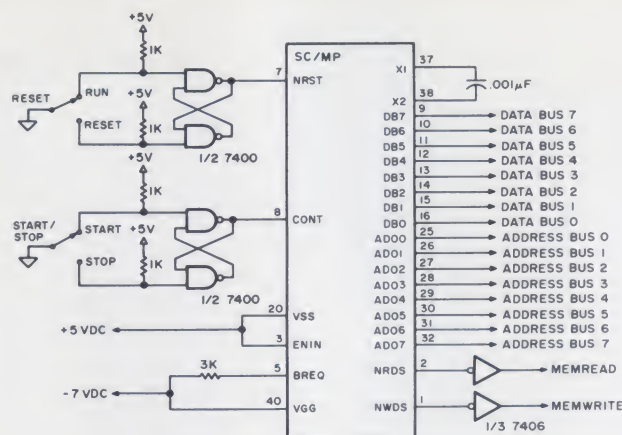 +5V
1K
RESET
RUN
+5V
RESET
1K
1/2 7400
7
NRST
SC/MP
+5V
1K
START/
STOP
START
+5V
STOP
1K
1/2 7400
8
CONT
+5 VDC
20
VSS
3
ENIN
-7 VDC
3K
5
BREQ
40
VGG
X1
37
.001µF
X2
38
DB7 9 DATA BUS 7
DB6 10 DATA BUS 6
DB5 11 DATA BUS 5
DB4 12 DATA BUS 4
DB3 13 DATA BUS 3
DB2 14 DATA BUS 2
DB1 15 DATA BUS 1
DB0 16 DATA BUS 0
AD00 25 ADDRESS BUS 0
AD01 26 ADDRESS BUS 1
AD02 27 ADDRESS BUS 2
AD03 28 ADDRESS BUS 3
AD04 29 ADDRESS BUS 4
AD05 30 ADDRESS BUS 5
AD06 31 ADDRESS BUS 6
AD07 32 ADDRESS BUS 7
NRDS 2 MEMREAD
NWDS 1 MEMWRITE
1/3 7406